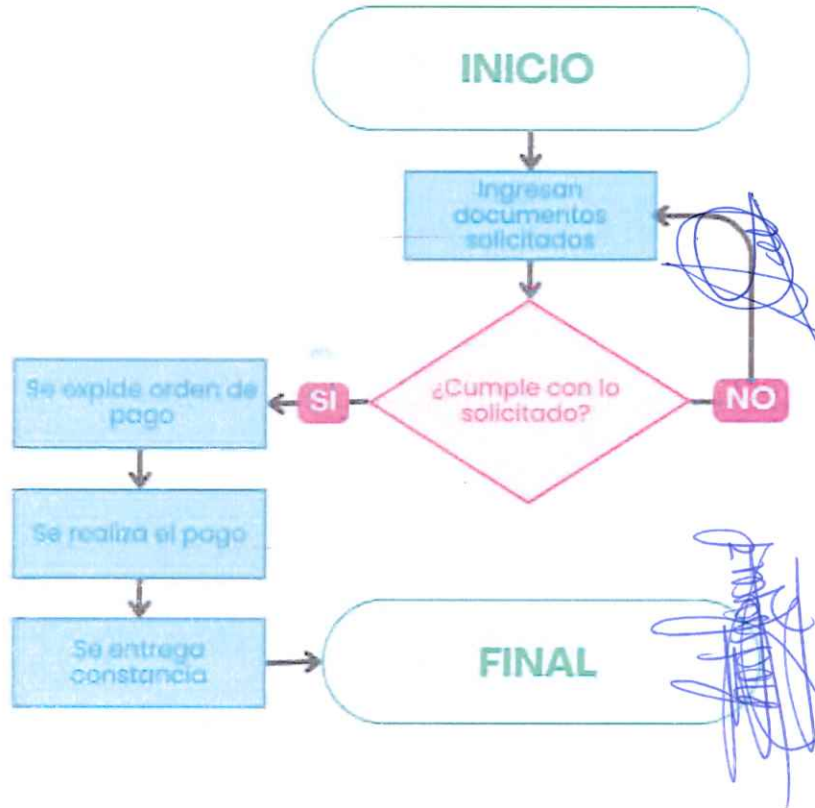 INICIO
Ingresan
documentos
solicitados
¿Cumple con lo
solicitado?
SI
NO
Se expide orden de
pago
Se realiza el pago
Se entrega
constancia
FINAL